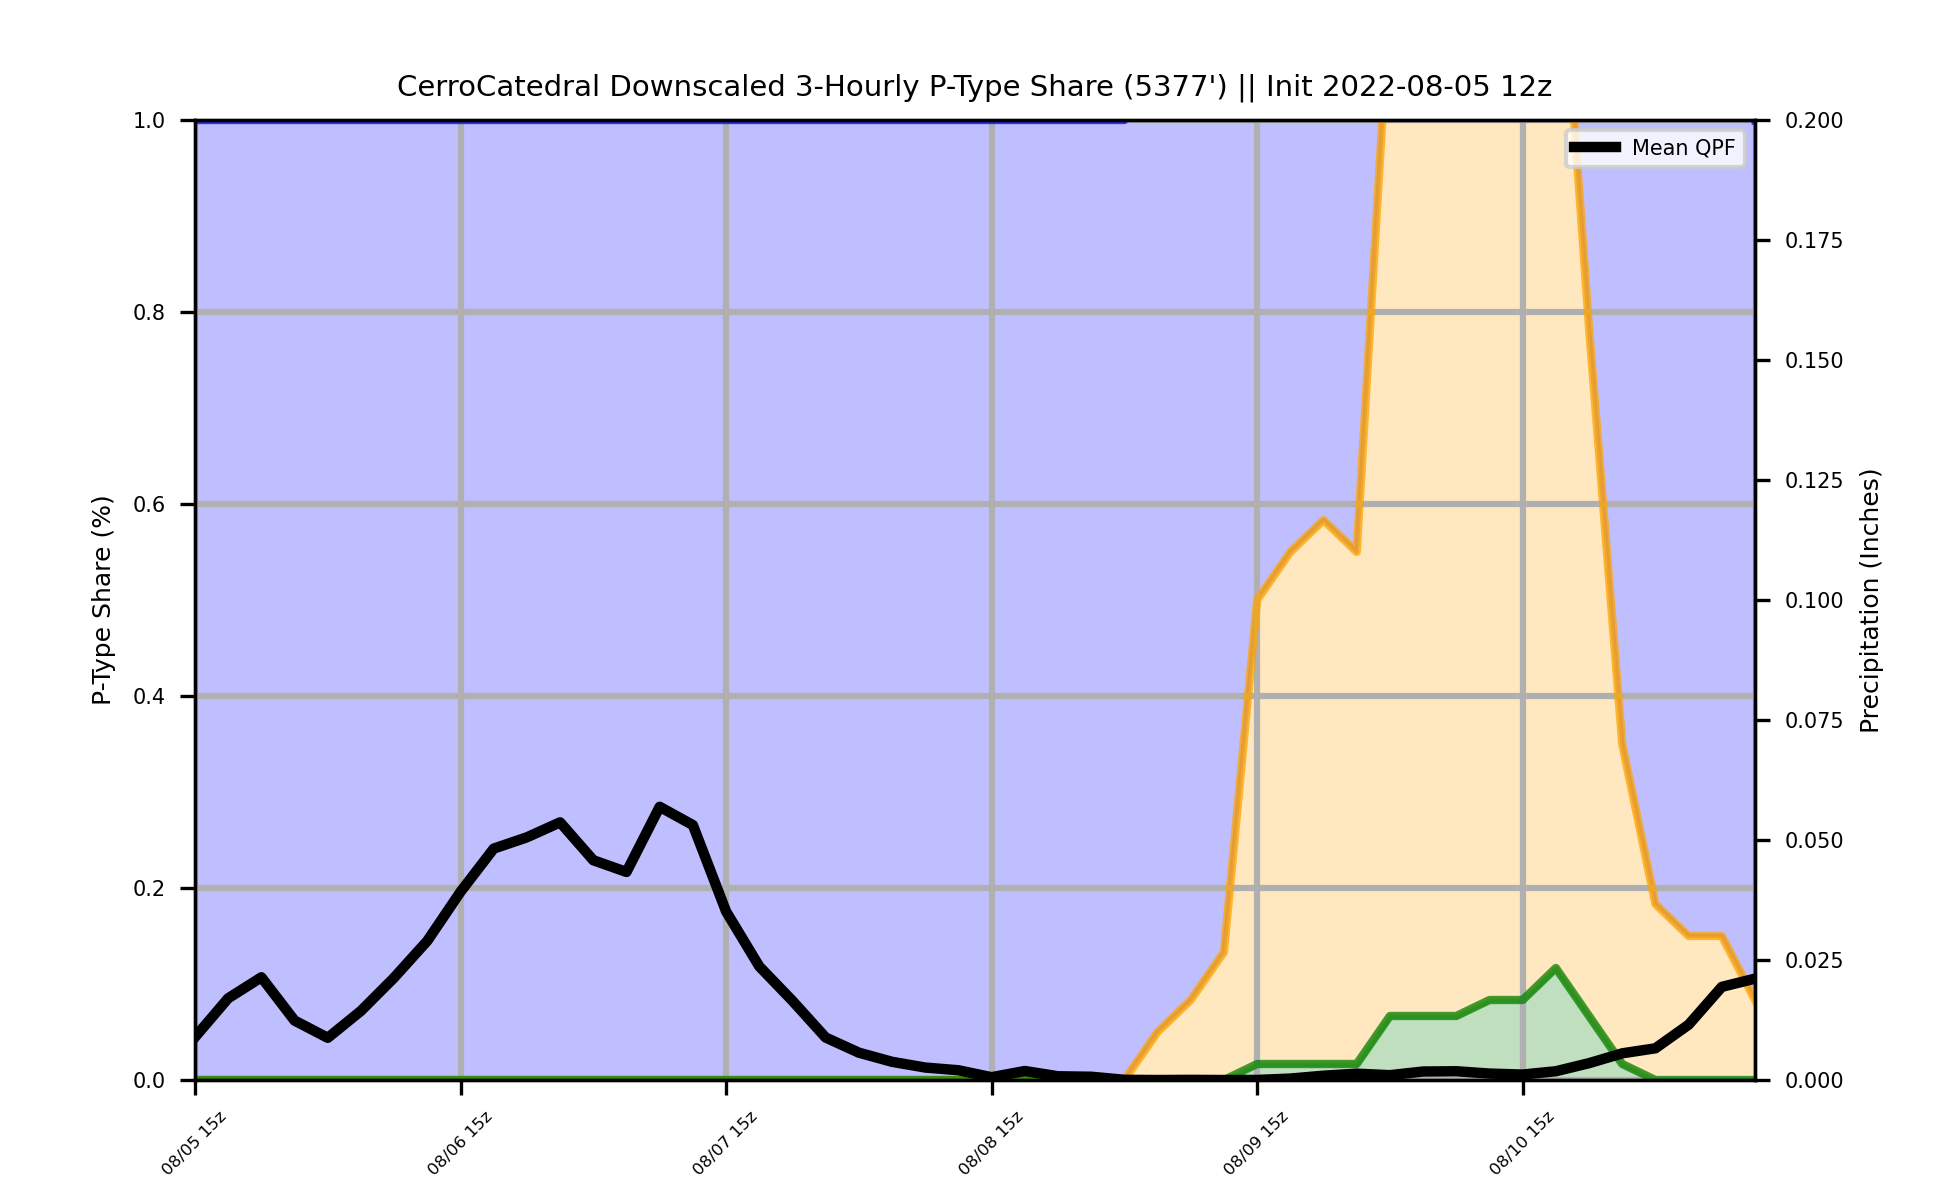 CerroCatedral Downscaled 3-Hourly P-Type Share (5377') || Init 2022-08-05 12z
Mean QPF
P-Type Share (%)
1.0
0.8
0.6
0.4
0.2
0.0
0.200
0.175
0.150
0.125
0.100
0.075
0.050
0.025
0.000
Precipitation (Inches)
08/05 15z
08/06 15z
08/07 15z
08/08 15z
08/09 15z
08/10 15z